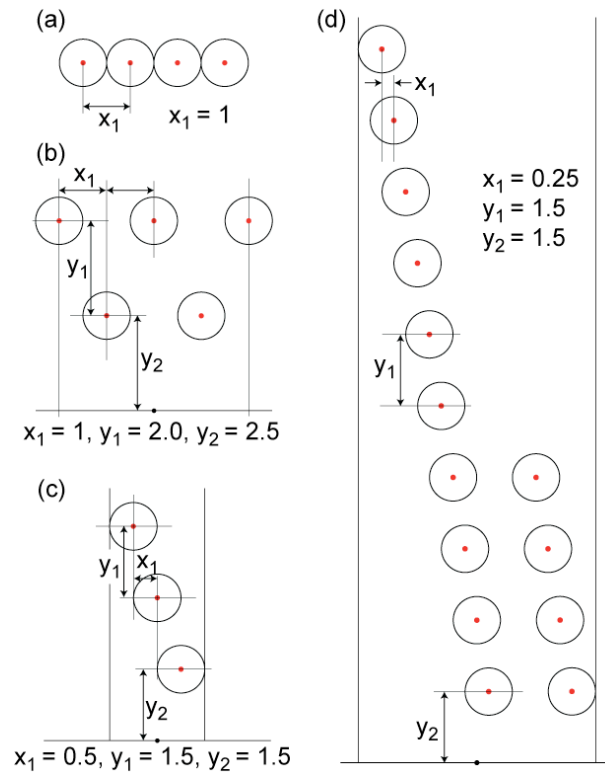 (a)
x₁
x₁ = 1
(b)
x₁
y₁
y₂
x₁ = 1, y₁ = 2.0, y₂ = 2.5
(c)
y₁
x₁
y₂
x₁ = 0.5, y₁ = 1.5, y₂ = 1.5
(d)
x₁
x₁ = 0.25
y₁ = 1.5
y₂ = 1.5
y₁
y₂